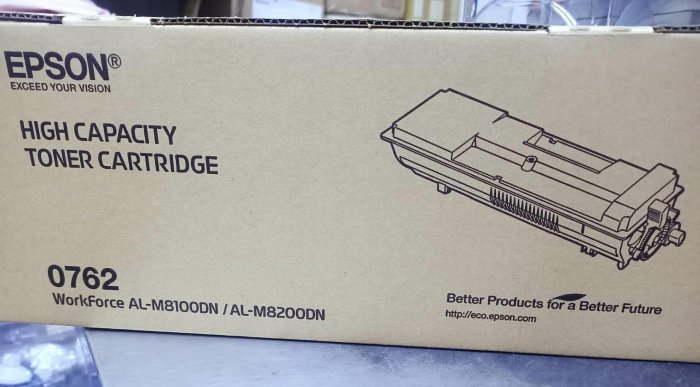 EPSON®
EXCEED YOUR VISION
HIGH CAPACITY
TONER CARTRIDGE
0762
WorkForce AL-M8100DN / AL-M8200DN
Better Products for a Better Future
http://eco.epson.com